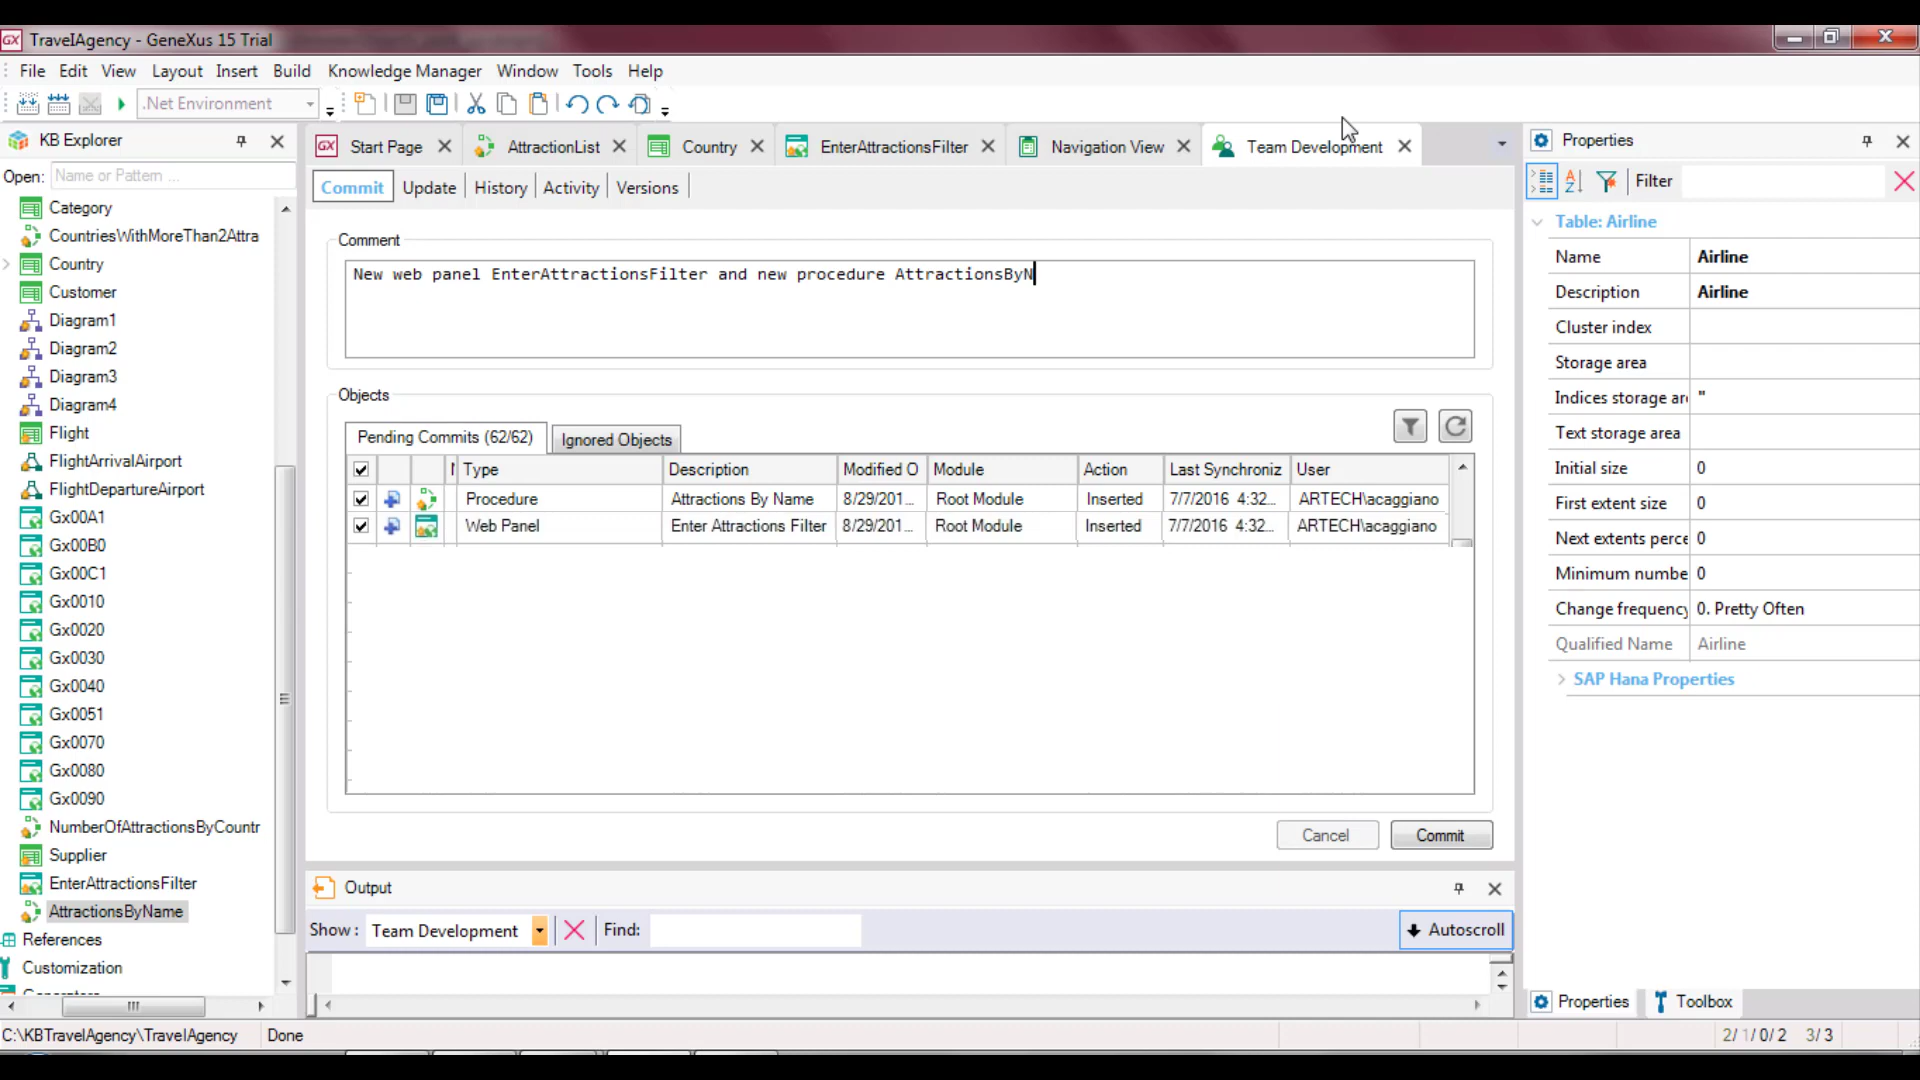 GX TravelAgency - GeneXus 15 Trial
File Edit View Layout Insert Build Knowledge Manager Window Tools Help
.Net Environment
KB Explorer
Open: Name or Pattern ...
Category
CountriesWithMoreThan2Attra
Country
Customer
Diagram1
Diagram2
Diagram3
Diagram4
Flight
FlightArrivalAirport
FlightDepartureAirport
Gx00A1
Gx00B0
Gx00C1
Gx0010
Gx0020
Gx0030
Gx0040
Gx0051
Gx0070
Gx0080
Gx0090
NumberOfAttractionsByCountr
Supplier
EnterAttractionsFilter
AttractionsByName
References
Customization
GX Start Page AttractionList Country EnterAttractionsFilter Navigation View Team Development
Commit Update History Activity Versions
Comment
New web panel EnterAttractionsFilter and new procedure AttractionsByN
Objects
Pending Commits (62/62) Ignored Objects
Type Description Modified O Module Action Last Synchroniz User
Procedure Attractions By Name 8/29/201... Root Module Inserted 7/7/2016 4:32... ARTECH\acaggiano
Web Panel Enter Attractions Filter 8/29/201... Root Module Inserted 7/7/2016 4:32... ARTECH\acaggiano
Cancel Commit
Output
Show: Team Development Find: Autoscroll
Properties
Filter
Table: Airline
Name Airline
Description Airline
Cluster index
Storage area
Indices storage ar "
Text storage area
Initial size 0
First extent size 0
Next extents perce 0
Minimum numbe 0
Change frequency 0. Pretty Often
Qualified Name Airline
SAP Hana Properties
Properties Toolbox
C:\KBTravelAgency\TravelAgency Done 2/ 1/ 0/ 2 3/ 3